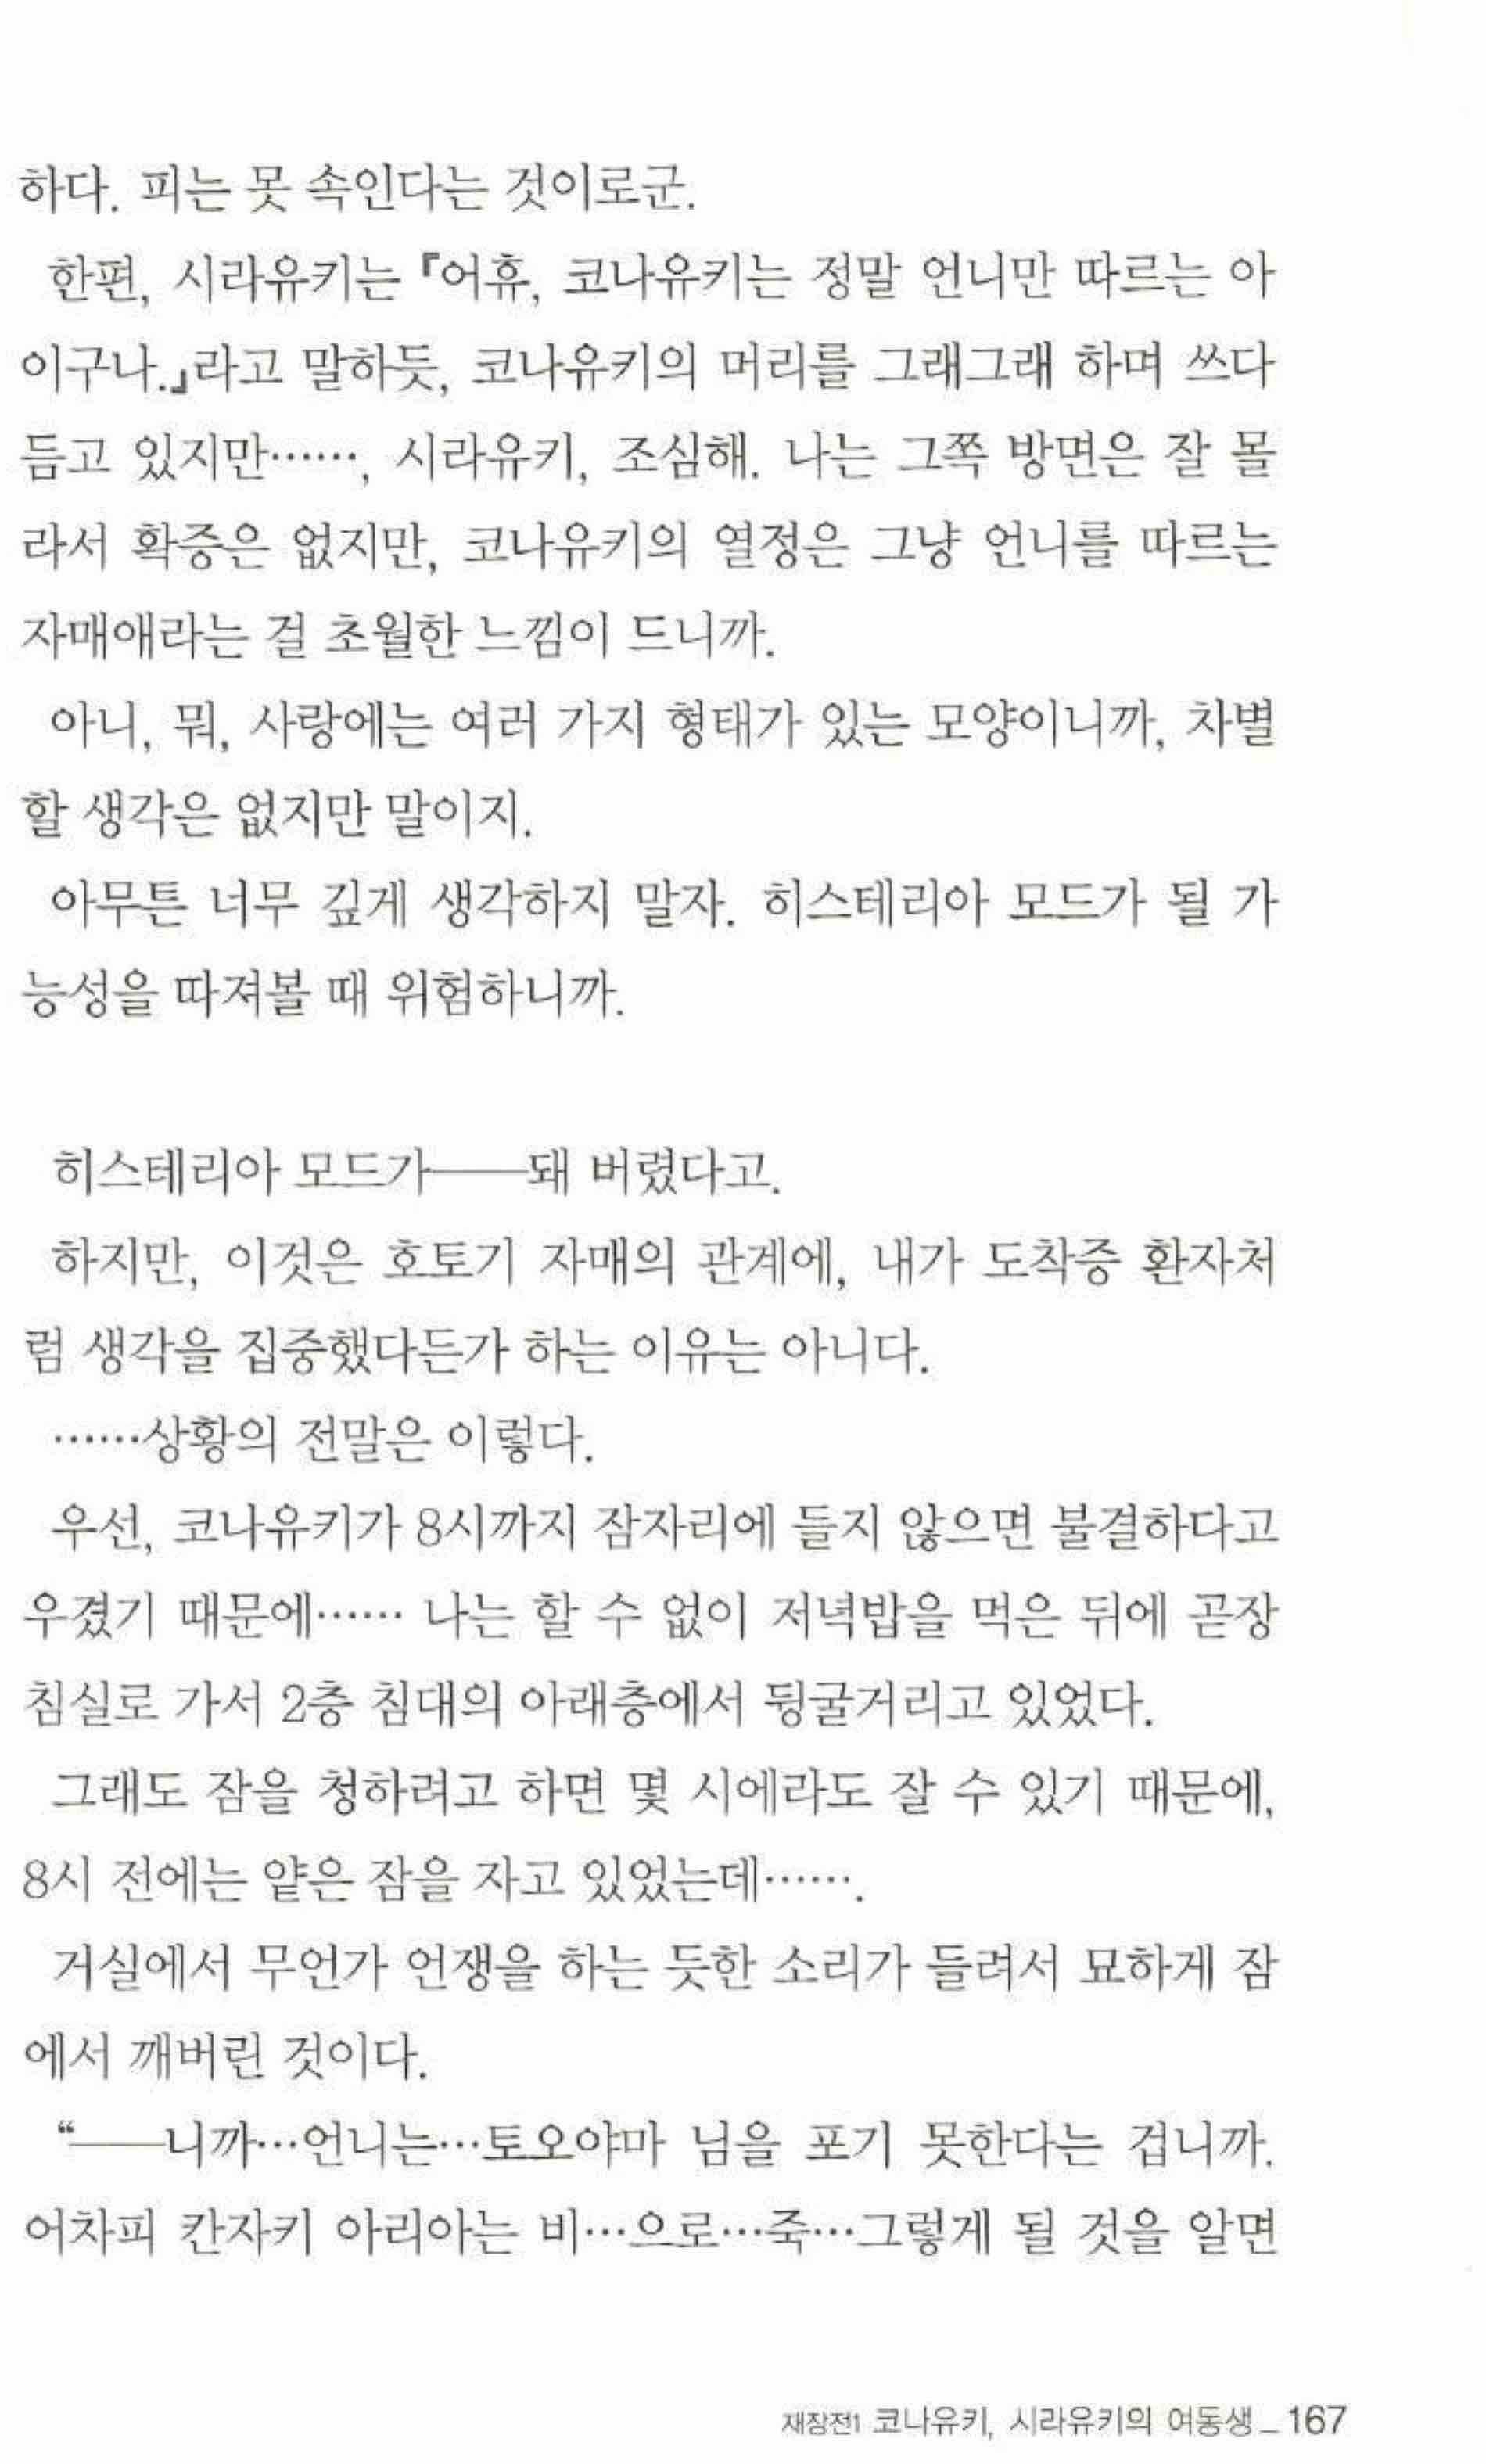 하다. 피는 못 속인다는 것이로군.
한편, 시라유키는 『어휴, 코나유키는 정말 언니만 따르는 아
이구나.』라고 말하듯, 코나유키의 머리를 그래그래 하며 쓰다
듬고 있지만……, 시라유키, 조심해. 나는 그쪽 방면은 잘 몰
라서 확증은 없지만, 코나유키의 열정은 그냥 언니를 따르는
자매애라는 걸 초월한 느낌이 드니까.
아니, 뭐, 사랑에는 여러 가지 형태가 있는 모양이니까, 차별
할 생각은 없지만 말이지.
아무튼 너무 깊게 생각하지 말자. 히스테리아 모드가 될 가
능성을 따져볼 때 위험하니까.
히스테리아 모드가──돼 버렸다고.
하지만, 이것은 호토기 자매의 관계에, 내가 도착증 환자처
럼 생각을 집중했다든가 하는 이유는 아니다.
……상황의 전말은 이렇다.
우선, 코나유키가 8시까지 잠자리에 들지 않으면 불결하다고
우겼기 때문에…… 나는 할 수 없이 저녁밥을 먹은 뒤에 곧장
침실로 가서 2층 침대의 아래층에서 뒹굴거리고 있었다.
그래도 잠을 청하려고 하면 몇 시에라도 잘 수 있기 때문에,
8시 전에는 얕은 잠을 자고 있었는데…….
거실에서 무언가 언쟁을 하는 듯한 소리가 들려서 묘하게 잠
에서 깨버린 것이다.
“──니까…언니는…토오야마 님을 포기 못한다는 겁니까.
어차피 칸자키 아리아는 비…으로…죽…그렇게 될 것을 알면
재장전1 코나유키, 시라유키의 여동생 _ 167